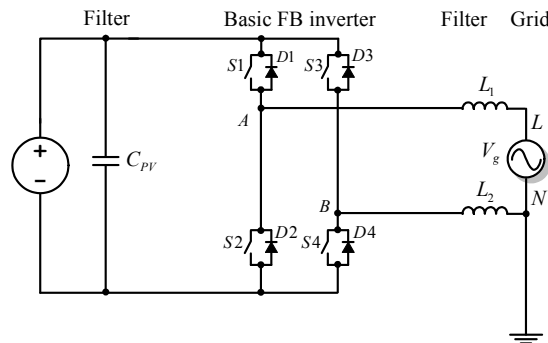 Filter Basic FB inverter Filter Grid
S1 D1 S3 D3
A
L1
L
Vg
CPV
+
−
L2
N
B
S2 D2 S4 D4